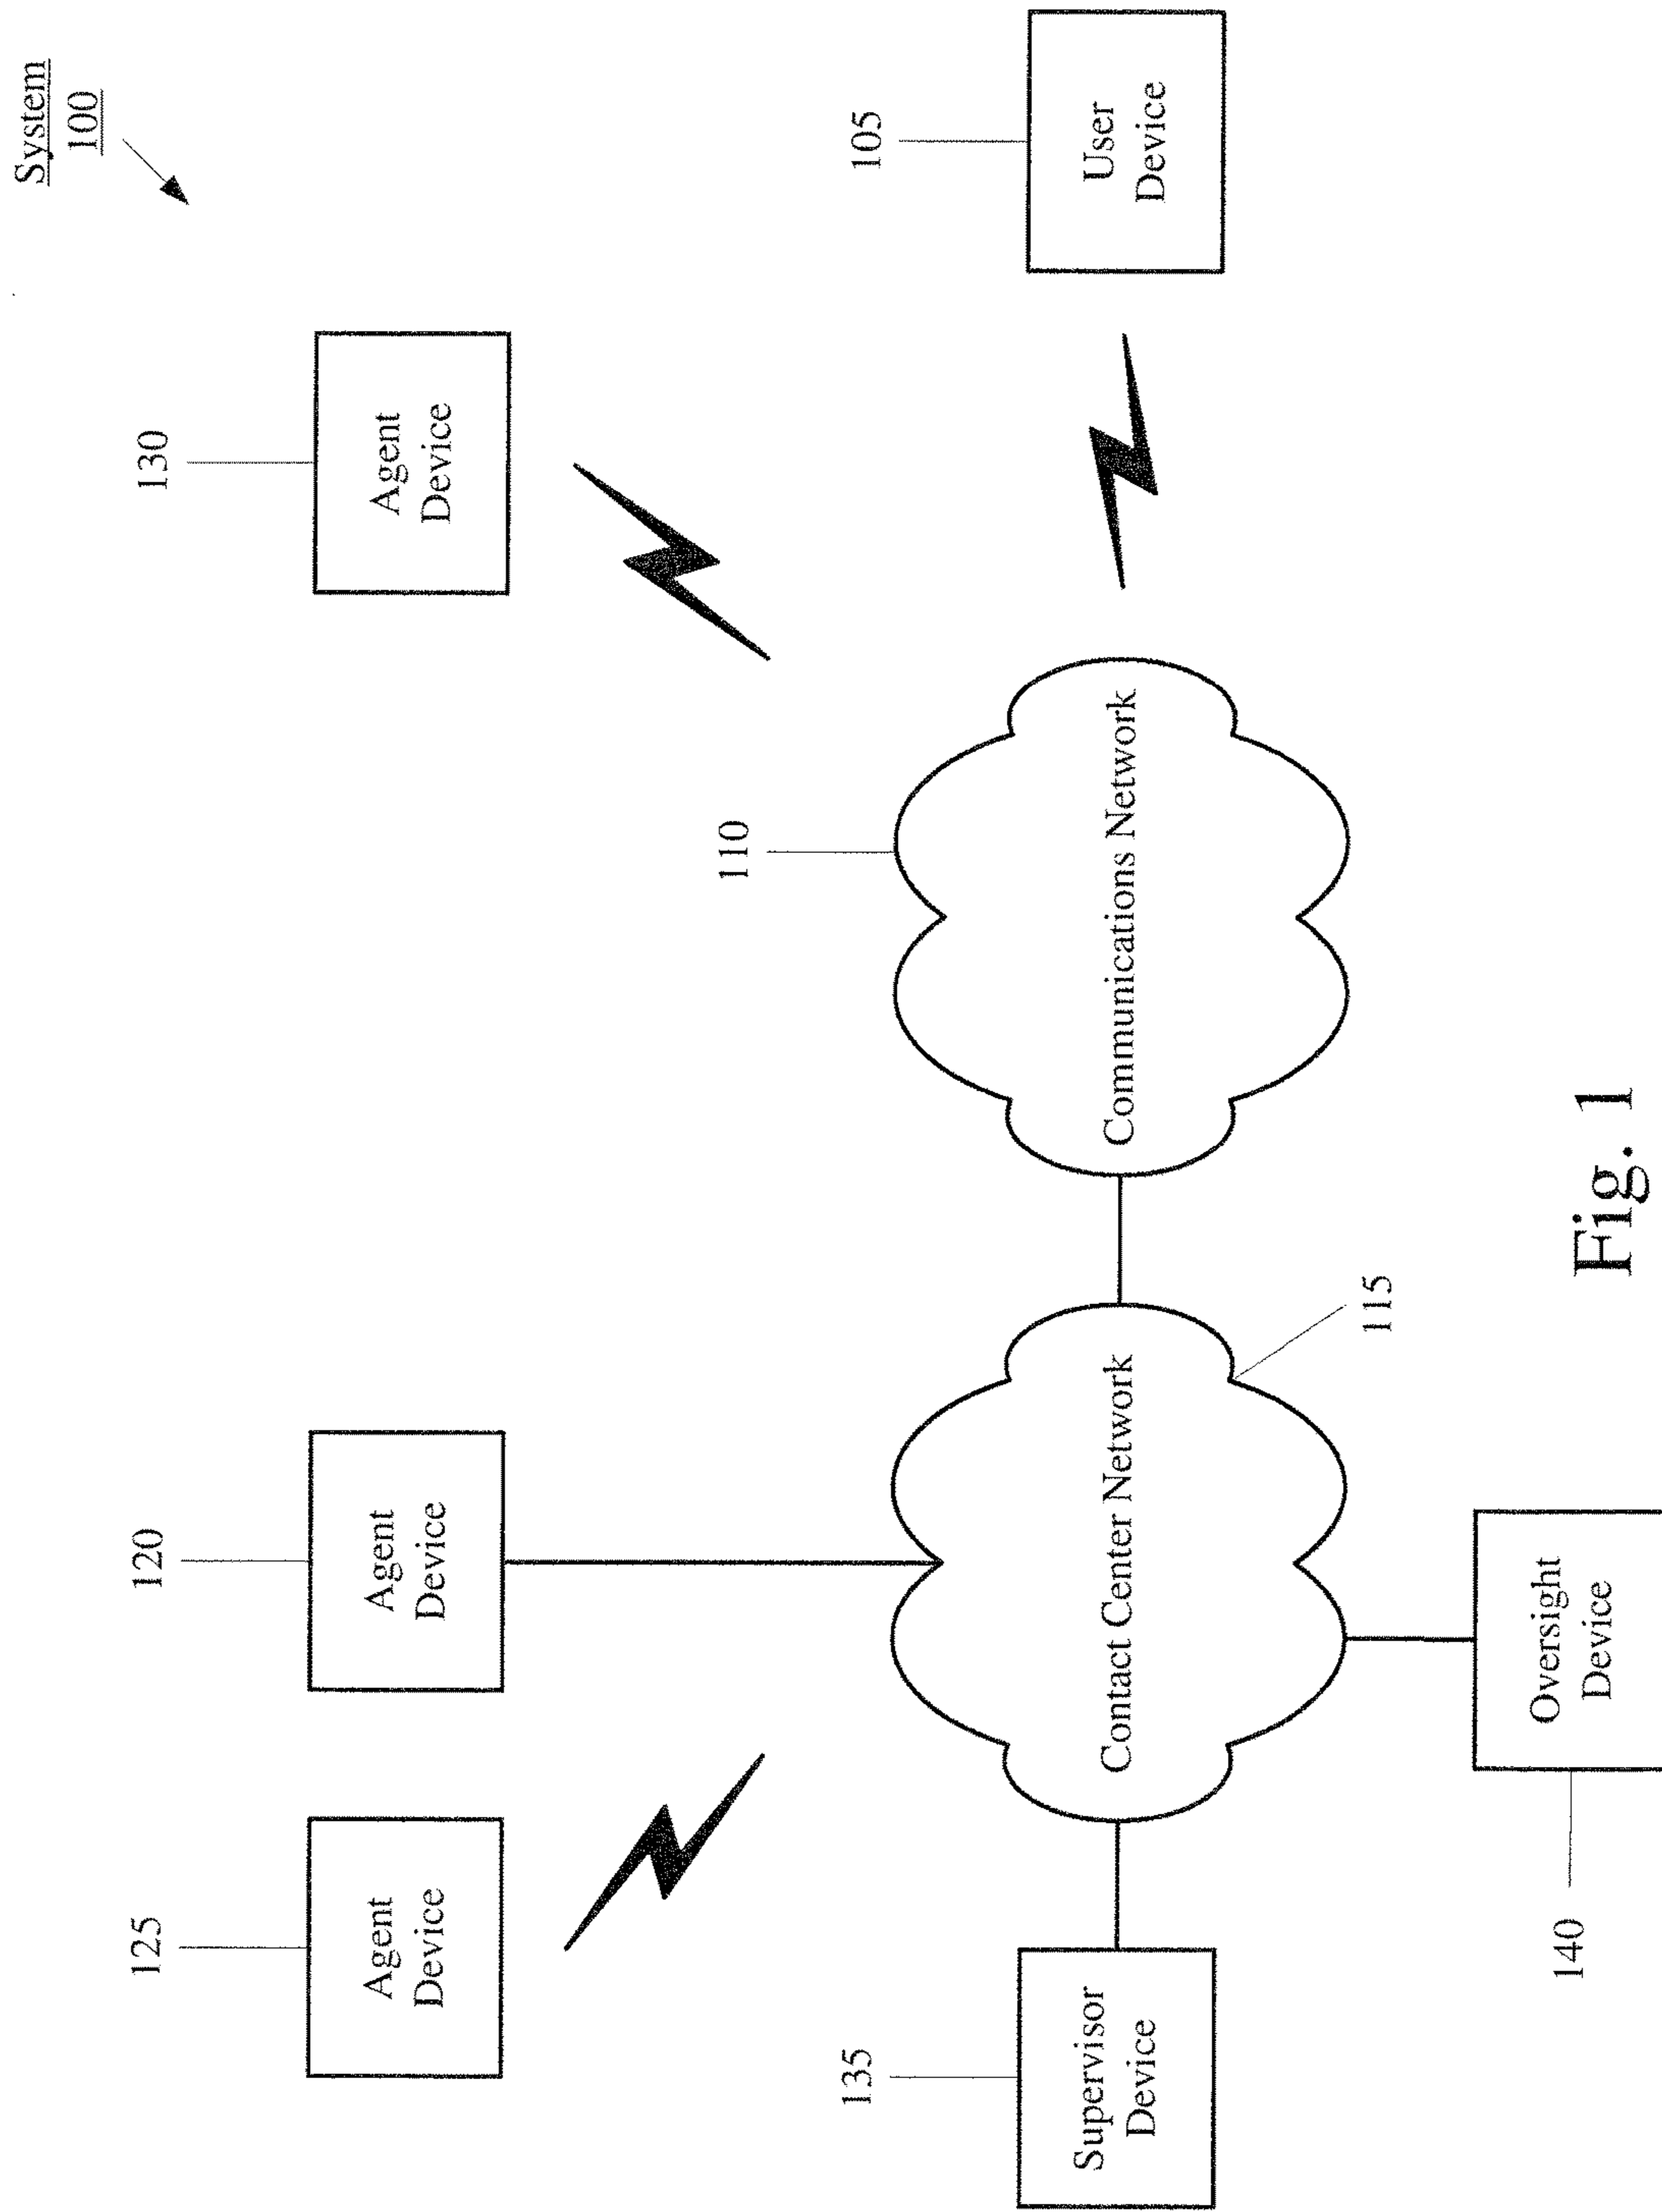 System
100
125
Agent
Device
120
Agent
Device
130
Agent
Device
110
135
Supervisor
Device
Contact Center Network
Communications Network
105
User
Device
115
140
Oversight
Device
Fig. 1